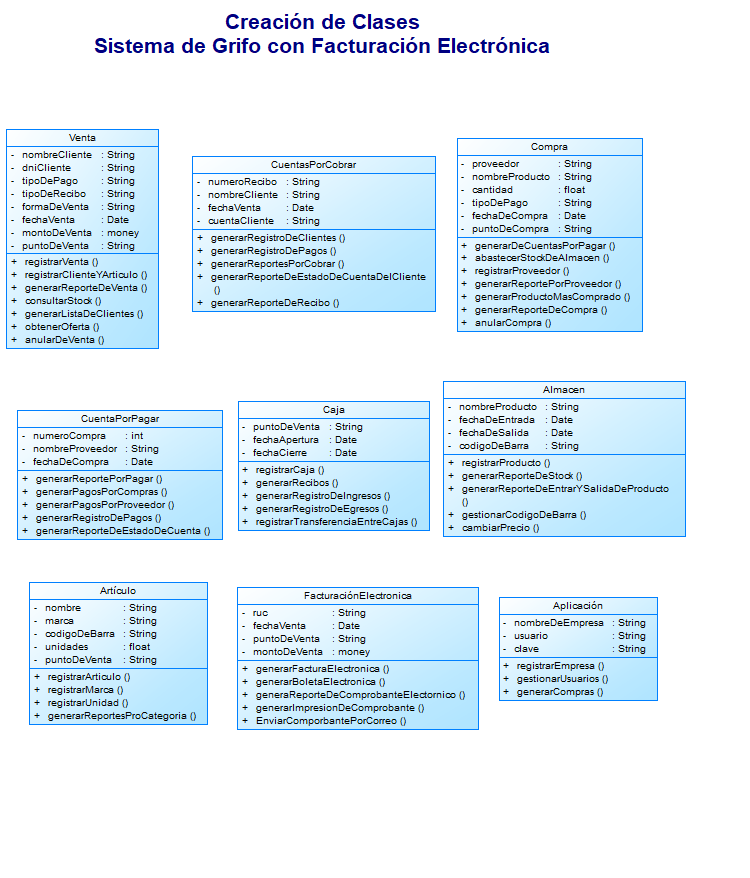 Creación de Clases
Sistema de Grifo con Facturación Electrónica
Venta
- nombreCliente : String
- dniCliente : String
- tipoDePago : String
- tipoDeRecibo : String
- formaDeVenta : String
- fechaVenta : Date
- montoDeVenta : money
- puntoDeVenta : String
+ registrarVenta ()
+ registrarClienteYArticulo ()
+ generarReporteDeVenta ()
+ consultarStock ()
+ generarListaDeClientes ()
+ obtenerOferta ()
+ anularDeVenta ()
CuentasPorCobrar
- numeroRecibo : String
- nombreCliente : String
- fechaVenta : Date
- cuentaCliente : String
+ generarRegistroDeClientes ()
+ generarRegistroDePagos ()
+ generarReportesPorCobrar ()
+ generarReporteDeEstadoDeCuentaDelCliente
()
+ generarReporteDeRecibo ()
Compra
- proveedor : String
- nombreProducto : String
- cantidad : float
- tipoDePago : String
- fechaDeCompra : Date
- puntoDeCompra : String
+ generarDeCuentasPorPagar ()
+ abastecerStockDeAlmacen ()
+ registrarProveedor ()
+ generarReportePorProveedor ()
+ generarProductoMasComprado ()
+ generarReporteDeCompra ()
+ anularCompra ()
CuentaPorPagar
- numeroCompra : int
- nombreProveedor : String
- fechaDeCompra : Date
+ generarReportePorPagar ()
+ generarPagosPorCompras ()
+ generarPagosPorProveedor ()
+ generarRegistroDePagos ()
+ generarReporteDeEstadoDeCuenta ()
Caja
- puntoDeVenta : String
- fechaApertura : Date
- fechaCierre : Date
+ registrarCaja ()
+ generarRecibos ()
+ generarRegistroDeIngresos ()
+ generarRegistroDeEgresos ()
+ registrarTransferenciaEntreCajas ()
Almacen
- nombreProducto : String
- fechaDeEntrada : Date
- fechaDeSalida : Date
- codigoDeBarra : String
+ registrarProducto ()
+ generarReporteDeStock ()
+ generarReporteDeEntrarYSalidaDeProducto
()
+ gestionarCodigoDeBarra ()
+ cambiarPrecio ()
Artículo
- nombre : String
- marca : String
- codigoDeBarra : String
- unidades : float
- puntoDeVenta : String
+ registrarArticulo ()
+ registrarMarca ()
+ registrarUnidad ()
+ generarReportesProCategoria ()
FacturaciónElectronica
- ruc : String
- fechaVenta : Date
- puntoDeVenta : String
- montoDeVenta : money
+ generarFacturaElectronica ()
+ generarBoletaElectronica ()
+ generaReporteDeComprobanteElectornico ()
+ generarImpresionDeComprobante ()
+ EnviarComporbantePorCorreo ()
Aplicación
- nombreDeEmpresa : String
- usuario : String
- clave : String
+ registrarEmpresa ()
+ gestionarUsuarios ()
+ generarCompras ()